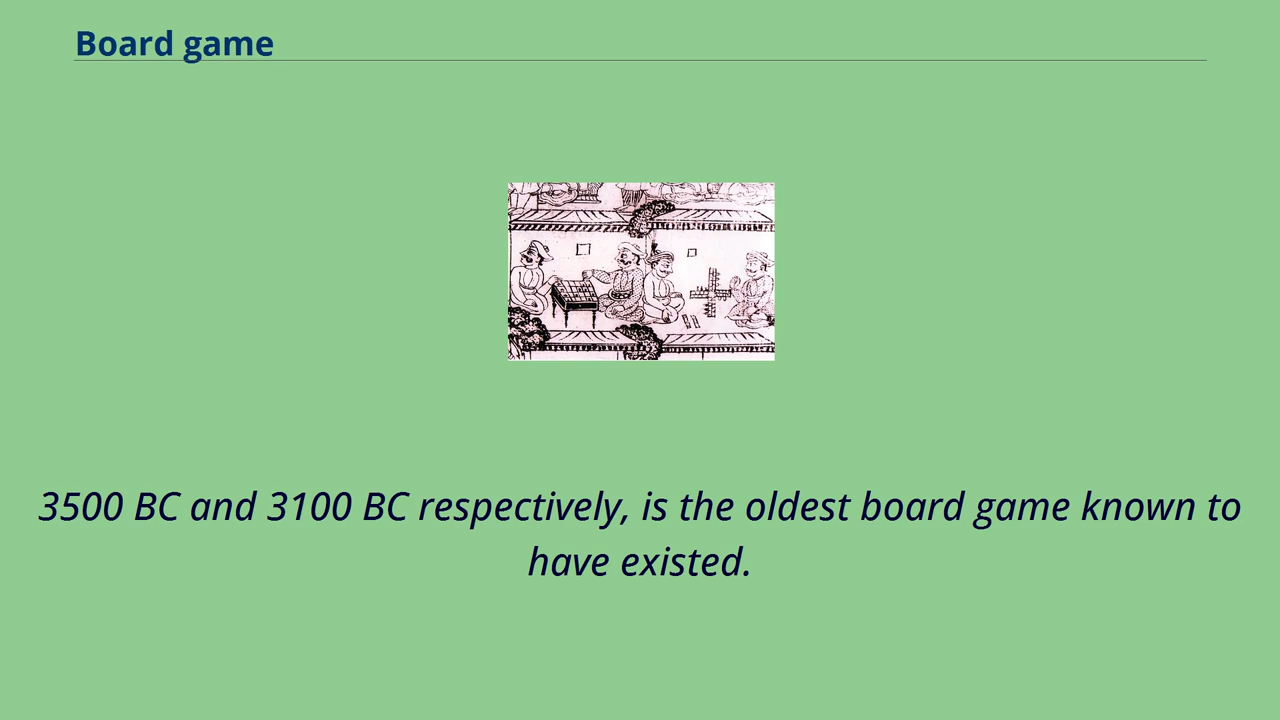 Board game
3500 BC and 3100 BC respectively, is the oldest board game known to
have existed.